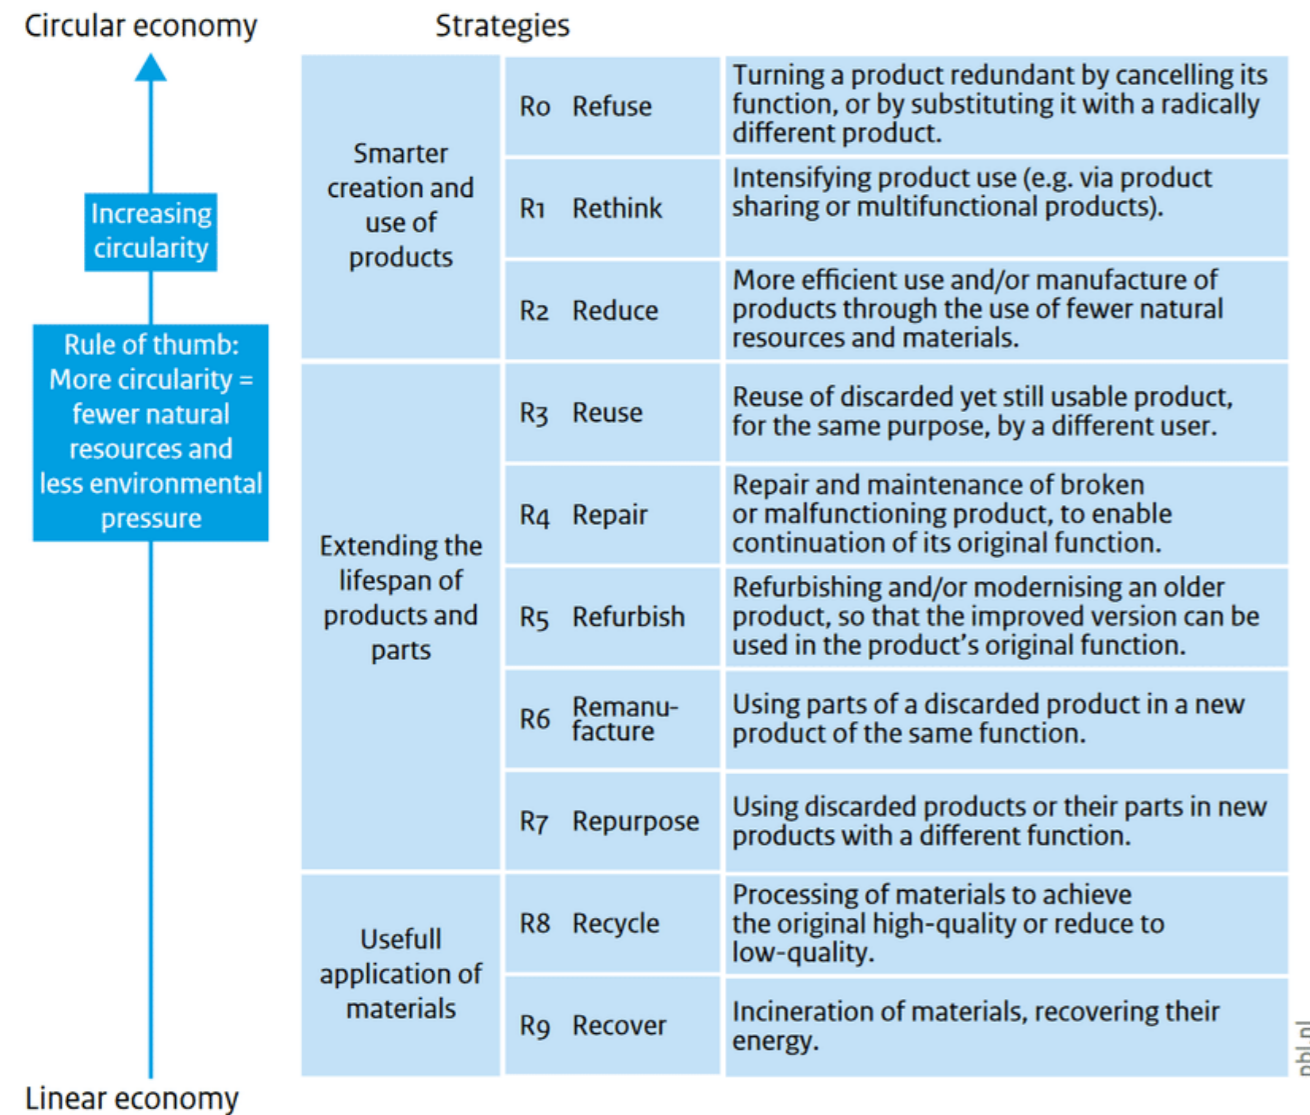 Circular economy
Strategies
Increasing
circularity
Rule of thumb:
More circularity =
fewer natural
resources and
less environmental
pressure
Linear economy
Smarter
creation and
use of
products
R0 Refuse
Turning a product redundant by cancelling its
function, or by substituting it with a radically
different product.
R1 Rethink
Intensifying product use (e.g. via product
sharing or multifunctional products).
R2 Reduce
More efficient use and/or manufacture of
products through the use of fewer natural
resources and materials.
Extending the
lifespan of
products and
parts
R3 Reuse
Reuse of discarded yet still usable product,
for the same purpose, by a different user.
R4 Repair
Repair and maintenance of broken
or malfunctioning product, to enable
continuation of its original function.
R5 Refurbish
Refurbishing and/or modernising an older
product, so that the improved version can be
used in the product's original function.
R6 Remanu-
facture
Using parts of a discarded product in a new
product of the same function.
R7 Repurpose
Using discarded products or their parts in new
products with a different function.
Usefull
application of
materials
R8 Recycle
Processing of materials to achieve
the original high-quality or reduce to
low-quality.
R9 Recover
Incineration of materials, recovering their
energy.
pbl.nl